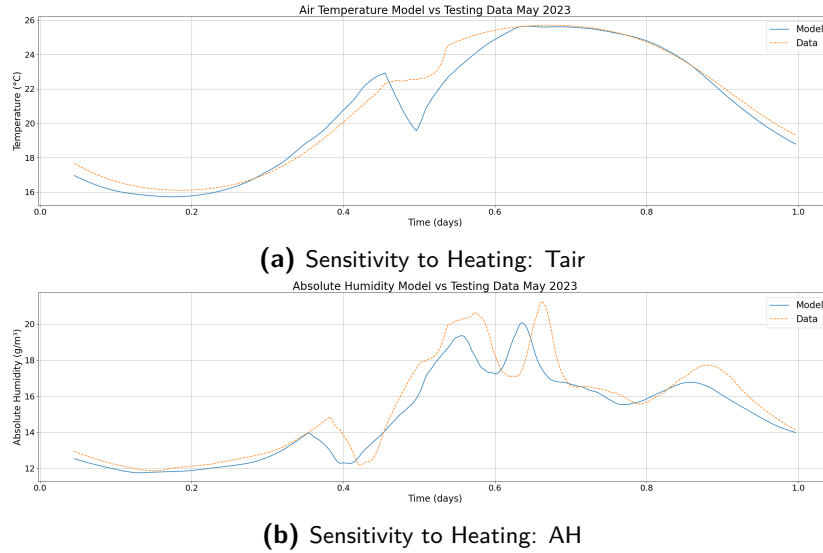 Air Temperature Model vs Testing Data May 2023
Model
Data
Temperature (°C)
26
24
22
20
18
16
0.0 0.2 0.4 0.6 0.8 1.0
Time (days)
(a) Sensitivity to Heating: Tair
Absolute Humidity Model vs Testing Data May 2023
Model
Data
Absolute Humidity (g/m³)
20
18
16
14
12
0.0 0.2 0.4 0.6 0.8 1.0
Time (days)
(b) Sensitivity to Heating: AH